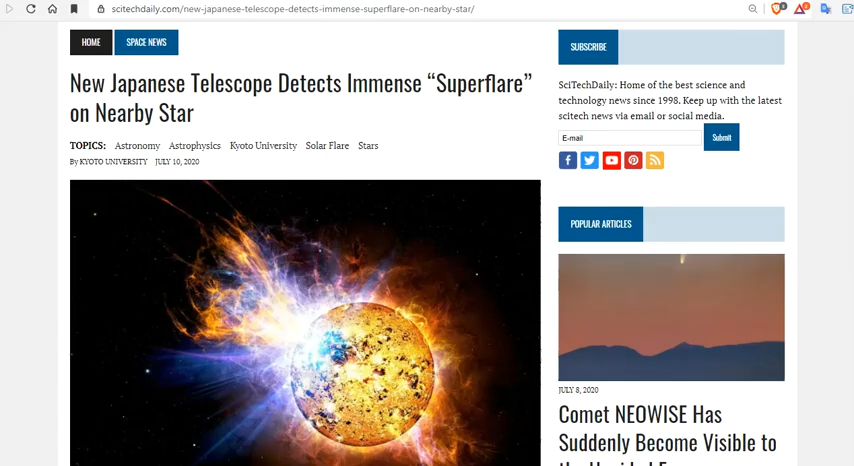 scitechdaily.com/new-japanese-telescope-detects-immense-superflare-on-nearby-star/
HOME
SPACE NEWS
New Japanese Telescope Detects Immense “Superflare”
on Nearby Star
TOPICS: Astronomy Astrophysics Kyoto University Solar Flare Stars
By KYOTO UNIVERSITY JULY 10, 2020
SUBSCRIBE
SciTechDaily: Home of the best science and
technology news since 1998. Keep up with the latest
scitech news via email or social media.
E-mail
Submit
POPULAR ARTICLES
JULY 8, 2020
Comet NEOWISE Has
Suddenly Become Visible to